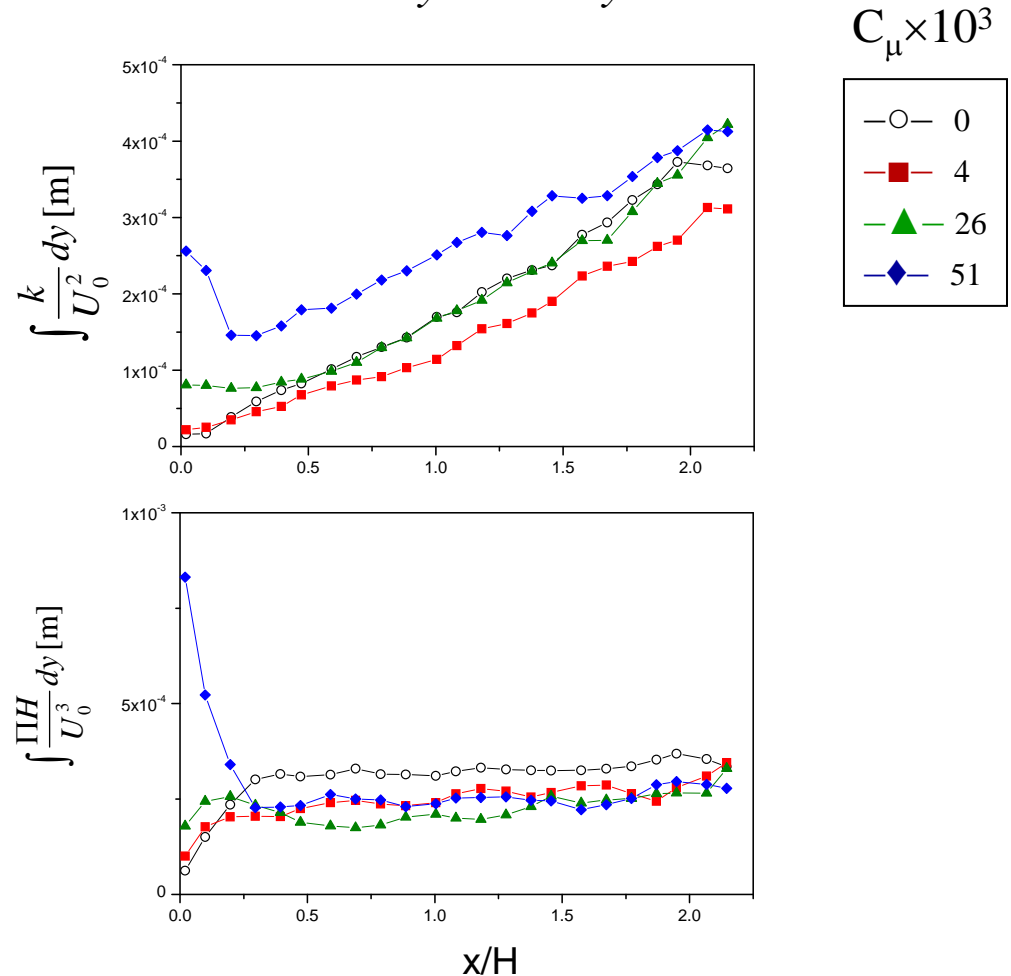 y y
C_μ×10³
0
4
26
51
∫ k/U₀² dy [m]
5x10⁻⁴
4x10⁻⁴
3x10⁻⁴
2x10⁻⁴
1x10⁻⁴
0
0.0 0.5 1.0 1.5 2.0
∫ ΠH/U₀³ dy [m]
1x10⁻³
5x10⁻⁴
0
0.0 0.5 1.0 1.5 2.0
x/H